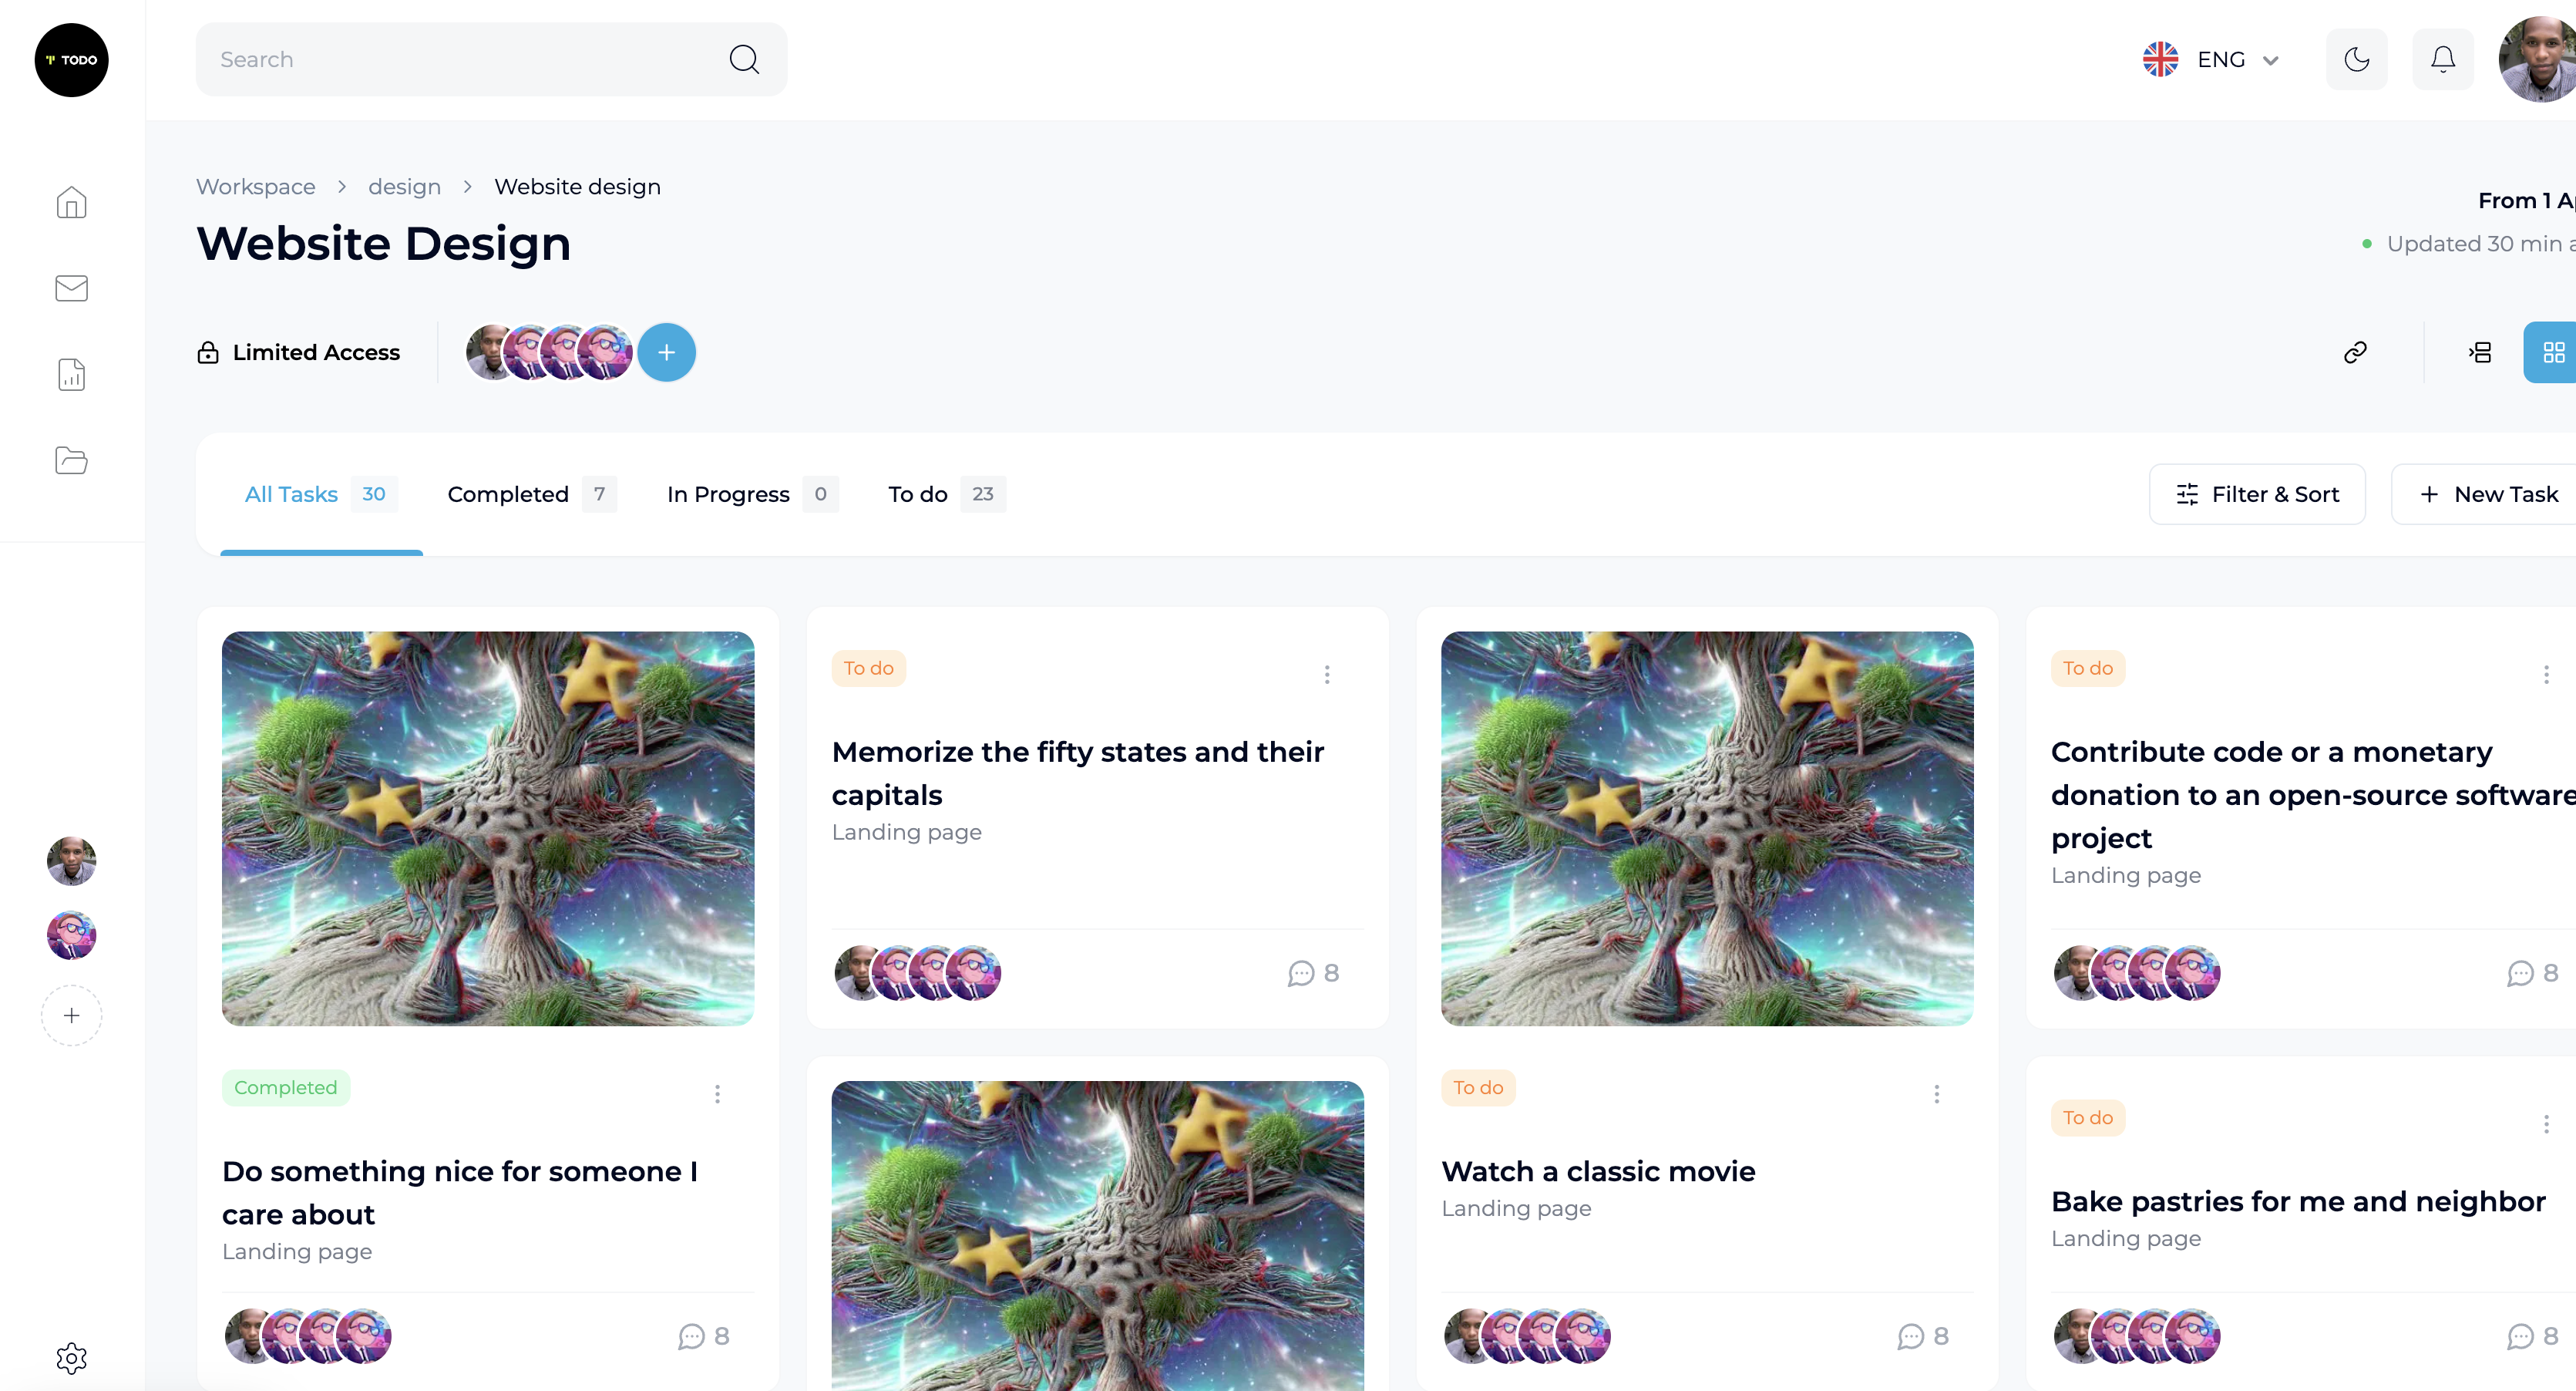 TODO
Search
ENG
Workspace > design > Website design
Website Design
From 1
Updated 30 min
Limited Access
All Tasks 30
Completed 7
In Progress 0
To do 23
Filter & Sort
+ New Task
Completed
Do something nice for someone I
care about
Landing page
8
To do
Memorize the fifty states and their
capitals
Landing page
8
To do
Watch a classic movie
Landing page
8
To do
Contribute code or a monetary
donation to an open-source software
project
Landing page
8
To do
Bake pastries for me and neighbor
Landing page
8